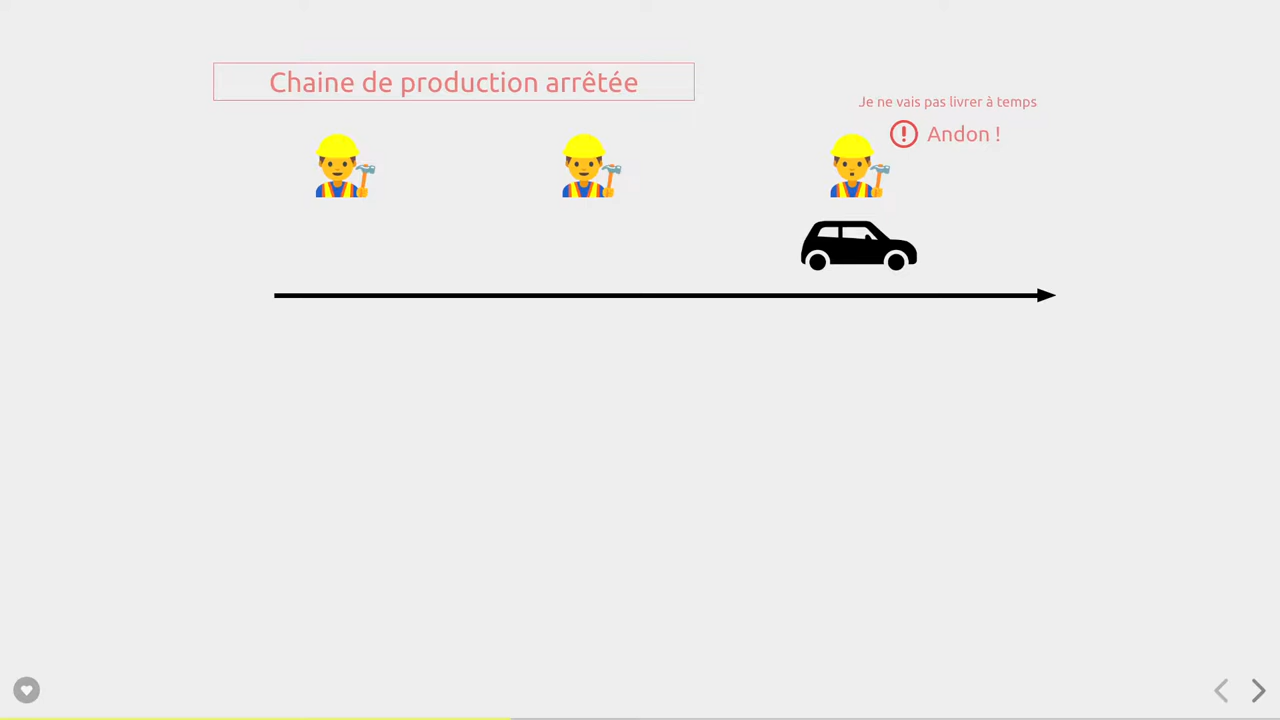 Chaine de production arrêtée
Je ne vais pas livrer à temps
Andon !